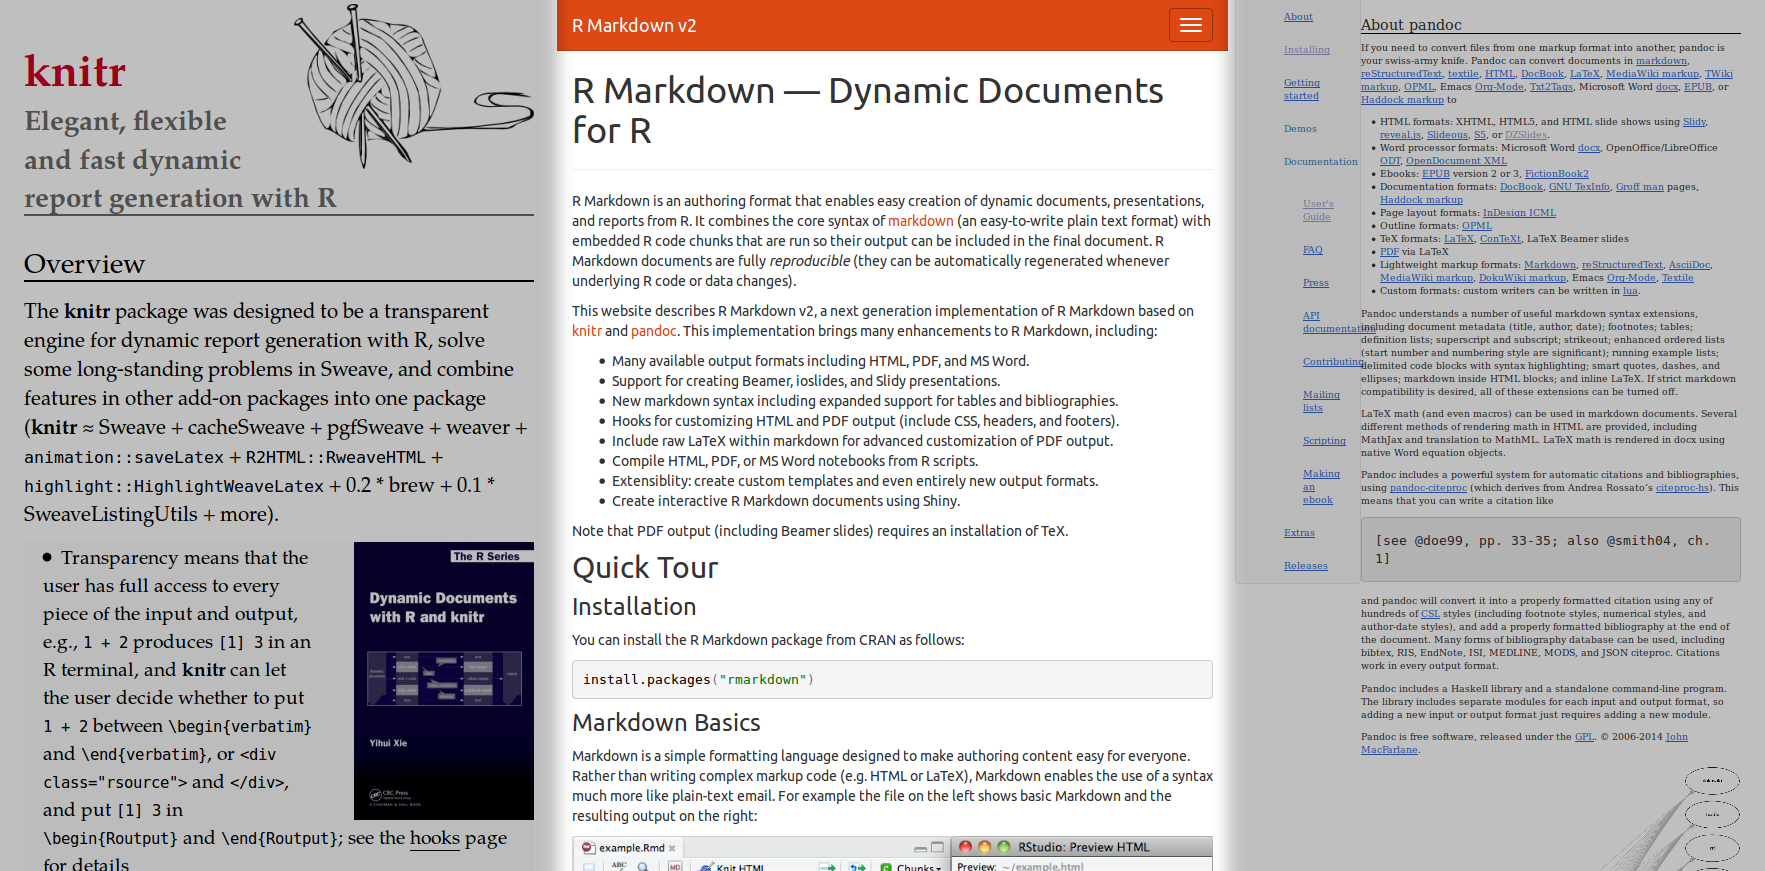 knitr
Elegant, flexible
and fast dynamic
report generation with R
Overview
The knitr package was designed to be a transparent
engine for dynamic report generation with R, solve
some long-standing problems in Sweave, and combine
features in other add-on packages into one package
(knitr ≈ Sweave + cacheSweave + pgfSweave + weaver +
animation::saveLatex + R2HTML::RweaveHTML +
highlight::HighlightWeaveLatex + 0.2 * brew + 0.1 *
SweaveListingUtils + more).
• Transparency means that the
user has full access to every
piece of the input and output,
e.g., 1 + 2 produces [1] 3 in an
R terminal, and knitr can let
the user decide whether to put
1 + 2 between \begin{verbatim}
and \end{verbatim}, or <div
class="rsource"> and </div>,
and put [1] 3 in
\begin{Routput} and \end{Routput}; see the hooks page
for details
The R Series
Dynamic Documents
with R and knitr
Yihui Xie
CRC Press
R Markdown v2
R Markdown — Dynamic Documents
for R
R Markdown is an authoring format that enables easy creation of dynamic documents, presentations,
and reports from R. It combines the core syntax of markdown (an easy-to-write plain text format) with
embedded R code chunks that are run so their output can be included in the final document. R
Markdown documents are fully reproducible (they can be automatically regenerated whenever
underlying R code or data changes).
This website describes R Markdown v2, a next generation implementation of R Markdown based on
knitr and pandoc. This implementation brings many enhancements to R Markdown, including:
• Many available output formats including HTML, PDF, and MS Word.
• Support for creating Beamer, ioslides, and Slidy presentations.
• New markdown syntax including expanded support for tables and bibliographies.
• Hooks for customizing HTML and PDF output (include CSS, headers, and footers).
• Include raw LaTeX within markdown for advanced customization of PDF output.
• Compile HTML, PDF, or MS Word notebooks from R scripts.
• Extensiblity: create custom templates and even entirely new output formats.
• Create interactive R Markdown documents using Shiny.
Note that PDF output (including Beamer slides) requires an installation of TeX.
Quick Tour
Installation
You can install the R Markdown package from CRAN as follows:
install.packages("rmarkdown")
Markdown Basics
Markdown is a simple formatting language designed to make authoring content easy for everyone.
Rather than writing complex markup code (e.g. HTML or LaTeX), Markdown enables the use of a syntax
much more like plain-text email. For example the file on the left shows basic Markdown and the
resulting output on the right:
example.Rmd
ABC MD Knit HTML Chunks
RStudio: Preview HTML
Preview: ~/example.html
About
Installing
Getting
started
Demos
Documentation
User's
Guide
FAQ
Press
API
documentation
Contributing
Mailing
lists
Scripting
Making
an
ebook
Extras
Releases
About pandoc
If you need to convert files from one markup format into another, pandoc is
your swiss-army knife. Pandoc can convert documents in markdown,
reStructuredText, textile, HTML, DocBook, LaTeX, MediaWiki markup, TWiki
markup, OPML, Emacs Org-Mode, Txt2Tags, Microsoft Word docx, EPUB, or
Haddock markup to
• HTML formats: XHTML, HTML5, and HTML slide shows using Slidy,
reveal.js, Slideous, S5, or DZSlides.
• Word processor formats: Microsoft Word docx, OpenOffice/LibreOffice
ODT, OpenDocument XML
• Ebooks: EPUB version 2 or 3, FictionBook2
• Documentation formats: DocBook, GNU TexInfo, Groff man pages,
Haddock markup
• Page layout formats: InDesign ICML
• Outline formats: OPML
• TeX formats: LaTeX, ConTeXt, LaTeX Beamer slides
• PDF via LaTeX
• Lightweight markup formats: Markdown, reStructuredText, AsciiDoc,
MediaWiki markup, DokuWiki markup, Emacs Org-Mode, Textile
• Custom formats: custom writers can be written in lua.
Pandoc understands a number of useful markdown syntax extensions,
including document metadata (title, author, date); footnotes; tables;
definition lists; superscript and subscript; strikeout; enhanced ordered lists
(start number and numbering style are significant); running example lists;
delimited code blocks with syntax highlighting; smart quotes, dashes, and
ellipses; markdown inside HTML blocks; and inline LaTeX. If strict markdown
compatibility is desired, all of these extensions can be turned off.
LaTeX math (and even macros) can be used in markdown documents. Several
different methods of rendering math in HTML are provided, including
MathJax and translation to MathML. LaTeX math is rendered in docx using
native Word equation objects.
Pandoc includes a powerful system for automatic citations and bibliographies,
using pandoc-citeproc (which derives from Andrea Rossato's citeproc-hs). This
means that you can write a citation like
[see @doe99, pp. 33-35; also @smith04, ch.
1]
and pandoc will convert it into a properly formatted citation using any of
hundreds of CSL styles (including footnote styles, numerical styles, and
author-date styles), and add a properly formatted bibliography at the end of
the document. Many forms of bibliography database can be used, including
bibtex, RIS, EndNote, ISI, MEDLINE, MODS, and JSON citeproc. Citations
work in every output format.
Pandoc includes a Haskell library and a standalone command-line program.
The library includes separate modules for each input and output format, so
adding a new input or output format just requires adding a new module.
Pandoc is free software, released under the GPL. © 2006-2014 John
MacFarlane.